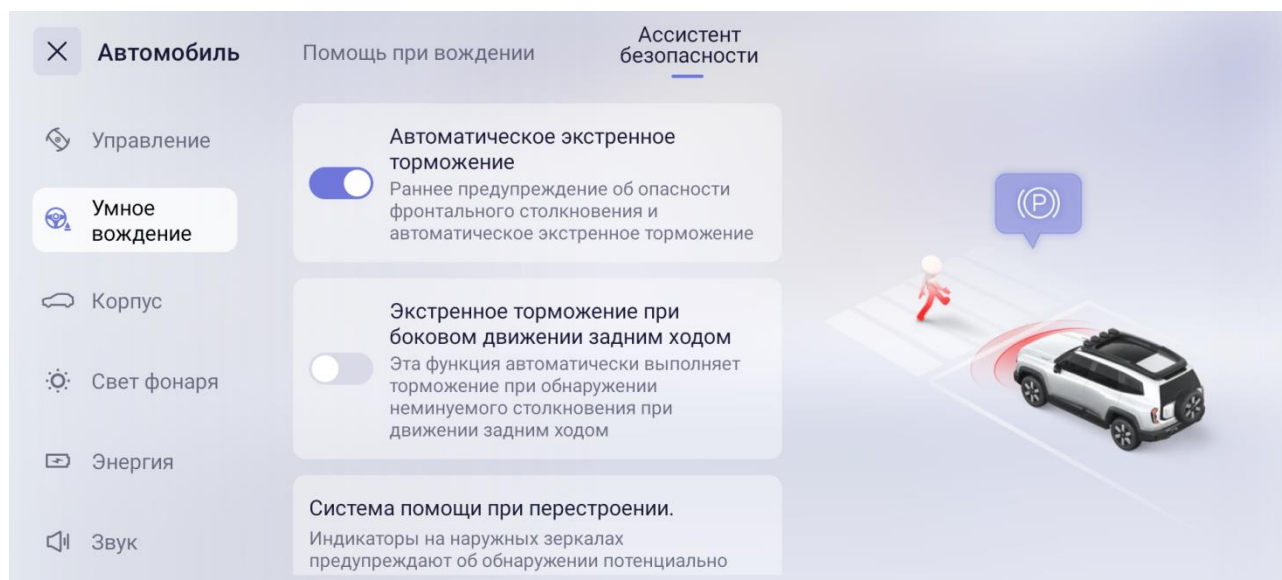 Автомобиль
Помощь при вождении
Ассистент
безопасности
Управление
Умное
вождение
Корпус
Свет фонаря
Энергия
Звук
Автоматическое экстренное
торможение
Раннее предупреждение об опасности
фронтального столкновения и
автоматическое экстренное торможение
Экстренное торможение при
боковом движении задним ходом
Эта функция автоматически выполняет
торможение при обнаружении
неминуемого столкновения при
движении задним ходом
Система помощи при перестроении.
Индикаторы на наружных зеркалах
предупреждают об обнаружении потенциально
P